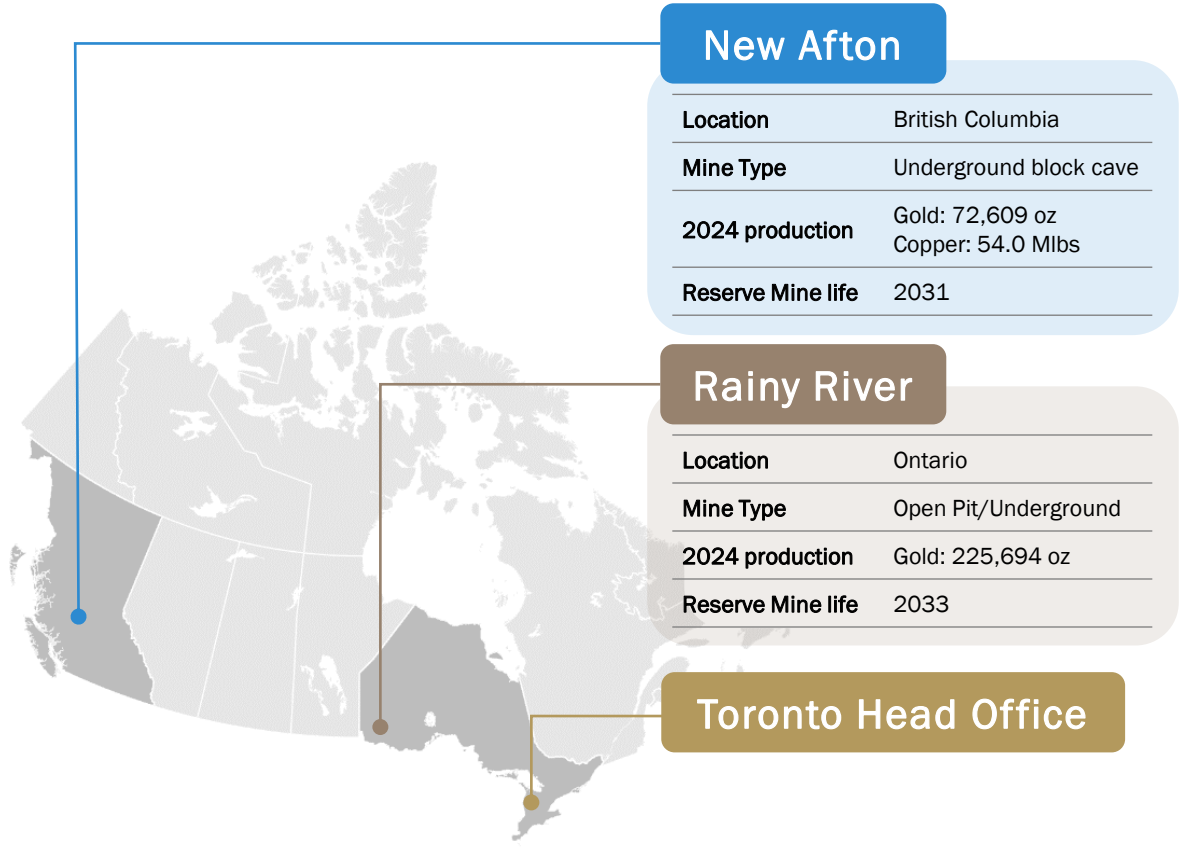 New Afton
Location British Columbia
Mine Type Underground block cave
2024 production Gold: 72,609 oz
Copper: 54.0 Mlbs
Reserve Mine life 2031
Rainy River
Location Ontario
Mine Type Open Pit/Underground
2024 production Gold: 225,694 oz
Reserve Mine life 2033
Toronto Head Office